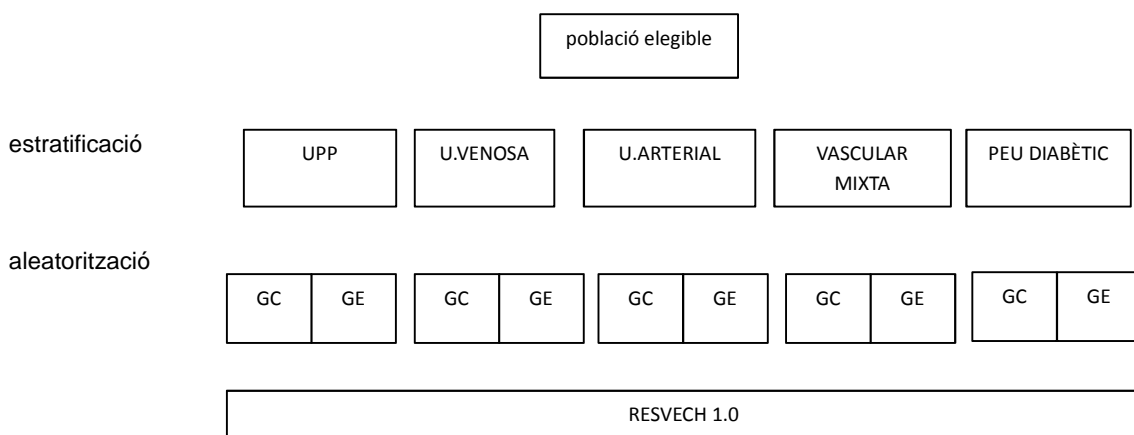 població elegible
estratificació
UPP
U.VENOSA
U.ARTERIAL
VASCULAR
MIXTA
PEU DIABÈTIC
aleatorització
GC
GE
GC
GE
GC
GE
GC
GE
GC
GE
RESVECH 1.0